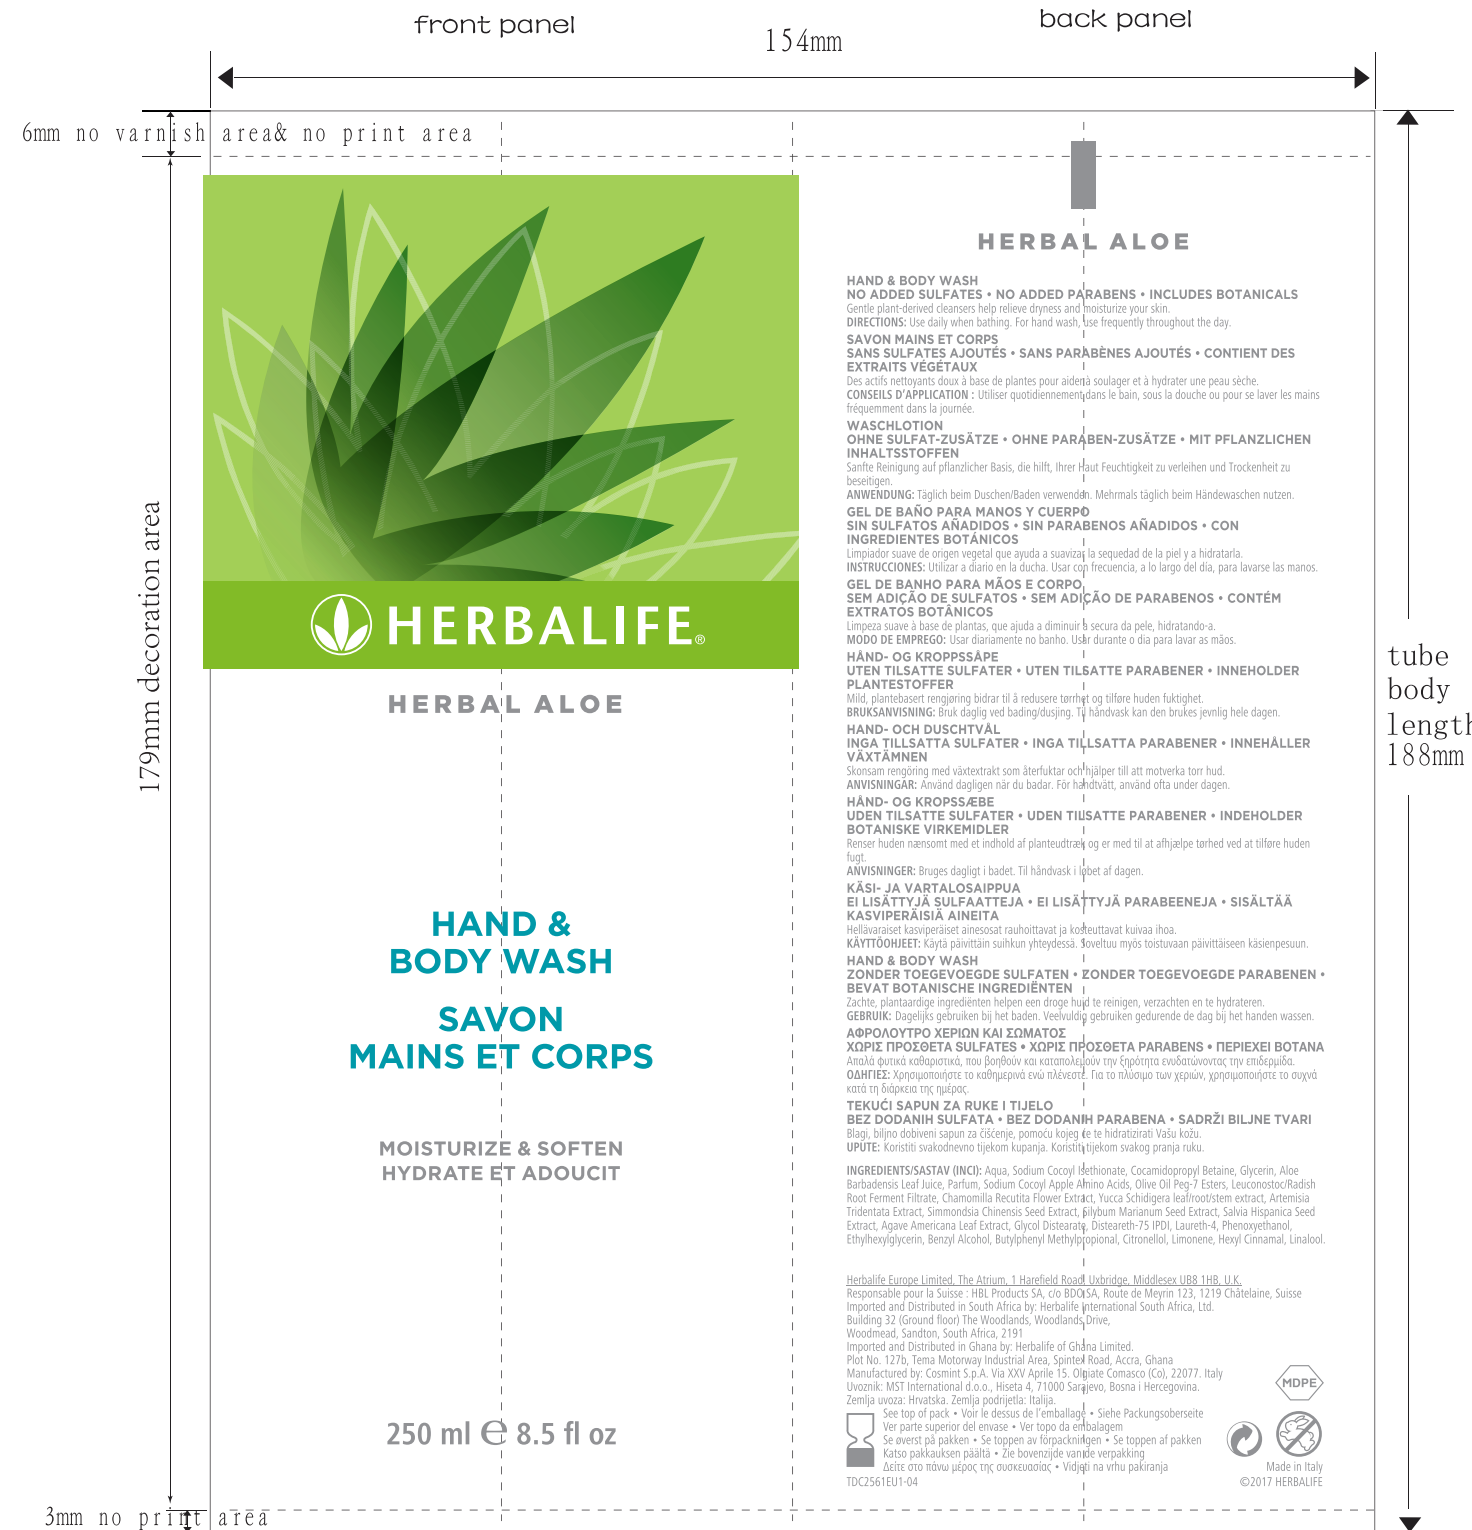 front panel
back panel
154mm
6mm no varnish area& no print area
179mm decoration area
tube
body
length
188mm
3mm no print area
HERBALIFE®
HERBAL ALOE
HAND &
BODY WASH
SAVON
MAINS ET CORPS
MOISTURIZE & SOFTEN
HYDRATE ET ADOUCIT
250 ml ℮ 8.5 fl oz
HERBAL ALOE
HAND & BODY WASH
NO ADDED SULFATES • NO ADDED PARABENS • INCLUDES BOTANICALS
Gentle plant-derived cleansers help relieve dryness and moisturize your skin.
DIRECTIONS: Use daily when bathing. For hand wash, use frequently throughout the day.
SAVON MAINS ET CORPS
SANS SULFATES AJOUTÉS • SANS PARABÈNES AJOUTÉS • CONTIENT DES
EXTRAITS VÉGÉTAUX
Des actifs nettoyants doux à base de plantes pour aider à soulager et à hydrater une peau sèche.
CONSEILS D'APPLICATION : Utiliser quotidiennement dans le bain, sous la douche ou pour se laver les mains
fréquemment dans la journée.
WASCHLOTION
OHNE SULFAT-ZUSÄTZE • OHNE PARABEN-ZUSÄTZE • MIT PFLANZLICHEN
INHALTSSTOFFEN
Sanfte Reinigung auf pflanzlicher Basis, die hilft, Ihrer Haut Feuchtigkeit zu verleihen und Trockenheit zu
beseitigen.
ANWENDUNG: Täglich beim Duschen/Baden verwenden. Mehrmals täglich beim Händewaschen nutzen.
GEL DE BAÑO PARA MANOS Y CUERPO
SIN SULFATOS AÑADIDOS • SIN PARABENOS AÑADIDOS • CON
INGREDIENTES BOTÁNICOS
Limpiador suave de origen vegetal que ayuda a suavizar la sequedad de la piel y a hidratarla.
INSTRUCCIONES: Utilizar a diario en la ducha. Usar con frecuencia, a lo largo del día, para lavarse las manos.
GEL DE BANHO PARA MÃOS E CORPO
SEM ADIÇÃO DE SULFATOS • SEM ADIÇÃO DE PARABENOS • CONTÉM
EXTRATOS BOTÂNICOS
Limpeza suave à base de plantas, que ajuda a diminuir a secura da pele, hidratando-a.
MODO DE EMPREGO: Usar diariamente no banho. Usar durante o dia para lavar as mãos.
HÅND- OG KROPPSSÅPE
UTEN TILSATTE SULFATER • UTEN TILSATTE PARABENER • INNEHOLDER
PLANTESTOFFER
Mild, plantebasert rengjøring bidrar til å redusere tørrhet og tilføre huden fuktighet.
BRUKSANVISNING: Bruk daglig ved bading/dusjing. Til håndvask kan den brukes jevnlig hele dagen.
HAND- OCH DUSCHTVÅL
INGA TILLSATTA SULFATER • INGA TILLSATTA PARABENER • INNEHÅLLER
VÄXTÄMNEN
Skonsam rengöring med växtextrakt som återfuktar och hjälper till att motverka torr hud.
ANVISNINGAR: Använd dagligen när du badar. För handtvätt, använd ofta under dagen.
HÅND- OG KROPSSÆBE
UDEN TILSATTE SULFATER • UDEN TILSATTE PARABENER • INDEHOLDER
BOTANISKE VIRKEMIDLER
Renser huden nænsomt med et indhold af planteudtræk og er med til at afhjælpe tørhed ved at tilføre huden
fugt.
ANVISNINGER: Bruges dagligt i badet. Til håndvask i løbet af dagen.
KÄSI- JA VARTALOSAIPPUA
EI LISÄTTYJÄ SULFAATTEJA • EI LISÄTTYJÄ PARABEENEJA • SISÄLTÄÄ
KASVIPERÄISIÄ AINEITA
Hellävaraiset kasviperäiset ainesosat rauhoittavat ja kosteuttavat kuivaa ihoa.
KÄYTTÖOHJEET: Käytä päivittäin suihkun yhteydessä. Soveltuu myös toistuvaan päivittäiseen käsienpesuun.
HAND & BODY WASH
ZONDER TOEGEVOEGDE SULFATEN • ZONDER TOEGEVOEGDE PARABENEN •
BEVAT BOTANISCHE INGREDIËNTEN
Zachte, plantaardige ingrediënten helpen een droge huid te reinigen, verzachten en te hydrateren.
GEBRUIK: Dagelijks gebruiken bij het baden. Veelvuldig gebruiken gedurende de dag bij het handen wassen.
ΑΦΡΟΛΟΥΤΡΟ ΧΕΡΙΩΝ ΚΑΙ ΣΩΜΑΤΟΣ
ΧΩΡΙΣ ΠΡΟΣΘΕΤΑ SULFATES • ΧΩΡΙΣ ΠΡΟΣΘΕΤΑ PARABENS • ΠΕΡΙΕΧΕΙ ΒΟΤΑΝΑ
Απαλά φυτικά καθαριστικά, που βοηθούν και καταπολεμούν την ξηρότητα ενυδατώνοντας την επιδερμίδα.
ΟΔΗΓΙΕΣ: Χρησιμοποιήστε το καθημερινά ενώ πλένεστε. Για το πλύσιμο των χεριών, χρησιμοποιήστε το συχνά
κατά τη διάρκεια της ημέρας.
TEKUĆI SAPUN ZA RUKE I TIJELO
BEZ DODANIH SULFATA • BEZ DODANIH PARABENA • SADRŽI BILJNE TVARI
Blagi, biljno dobiveni sapun za čišćenje, pomoću kojeg će te hidratizirati Vašu kožu.
UPUTE: Koristiti svakodnevno tijekom kupanja. Koristiti tijekom svakog pranja ruku.
INGREDIENTS/SASTAV (INCI): Aqua, Sodium Cocoyl Isethionate, Cocamidopropyl Betaine, Glycerin, Aloe
Barbadensis Leaf Juice, Parfum, Sodium Cocoyl Apple Amino Acids, Olive Oil Peg-7 Esters, Leuconostoc/Radish
Root Ferment Filtrate, Chamomilla Recutita Flower Extract, Yucca Schidigera leaf/root/stem extract, Artemisia
Tridentata Extract, Simmondsia Chinensis Seed Extract, Silybum Marianum Seed Extract, Salvia Hispanica Seed
Extract, Agave Americana Leaf Extract, Glycol Distearate, Disteareth-75 IPDI, Laureth-4, Phenoxyethanol,
Ethylhexylglycerin, Benzyl Alcohol, Butylphenyl Methylpropional, Citronellol, Limonene, Hexyl Cinnamal, Linalool.
Herbalife Europe Limited, The Atrium, 1 Harefield Road, Uxbridge, Middlesex UB8 1HB, U.K.
Responsable pour la Suisse : HBL Products SA, c/o BDO SA, Route de Meyrin 123, 1219 Châtelaine, Suisse
Imported and Distributed in South Africa by: Herbalife International South Africa, Ltd.
Building 32 (Ground floor) The Woodlands, Woodlands Drive,
Woodmead, Sandton, South Africa, 2191
Imported and Distributed in Ghana by: Herbalife of Ghana Limited.
Plot No. 127b, Tema Motorway Industrial Area, Spintex Road, Accra, Ghana
Manufactured by: Cosmint S.p.A. Via XXV Aprile 15. Olgiate Comasco (Co), 22077. Italy
Uvoznik: MST International d.o.o., Hiseta 4, 71000 Sarajevo, Bosna i Hercegovina.
Zemlja uvoza: Hrvatska. Zemlja podrijetla: Italija.
MDPE
See top of pack • Voir le dessus de l'emballage • Siehe Packungsoberseite
Ver parte superior del envase • Ver topo da embalagem
Se øverst på pakken • Se toppen av förpackningen • Se toppen af pakken
Katso pakkauksen päältä • Zie bovenzijde van de verpakking
Δείτε στο πάνω μέρος της συσκευασίας • Vidjeti na vrhu pakiranja
TDC2561EU1-04
Made in Italy
©2017 HERBALIFE